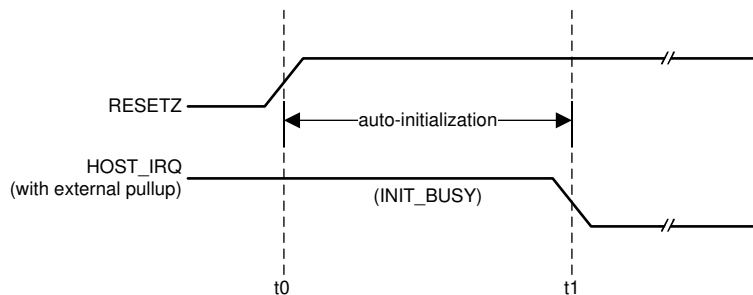 RESETZ
auto-initialization
HOST_IRQ
(with external pullup)
(INIT_BUSY)
t0
t1